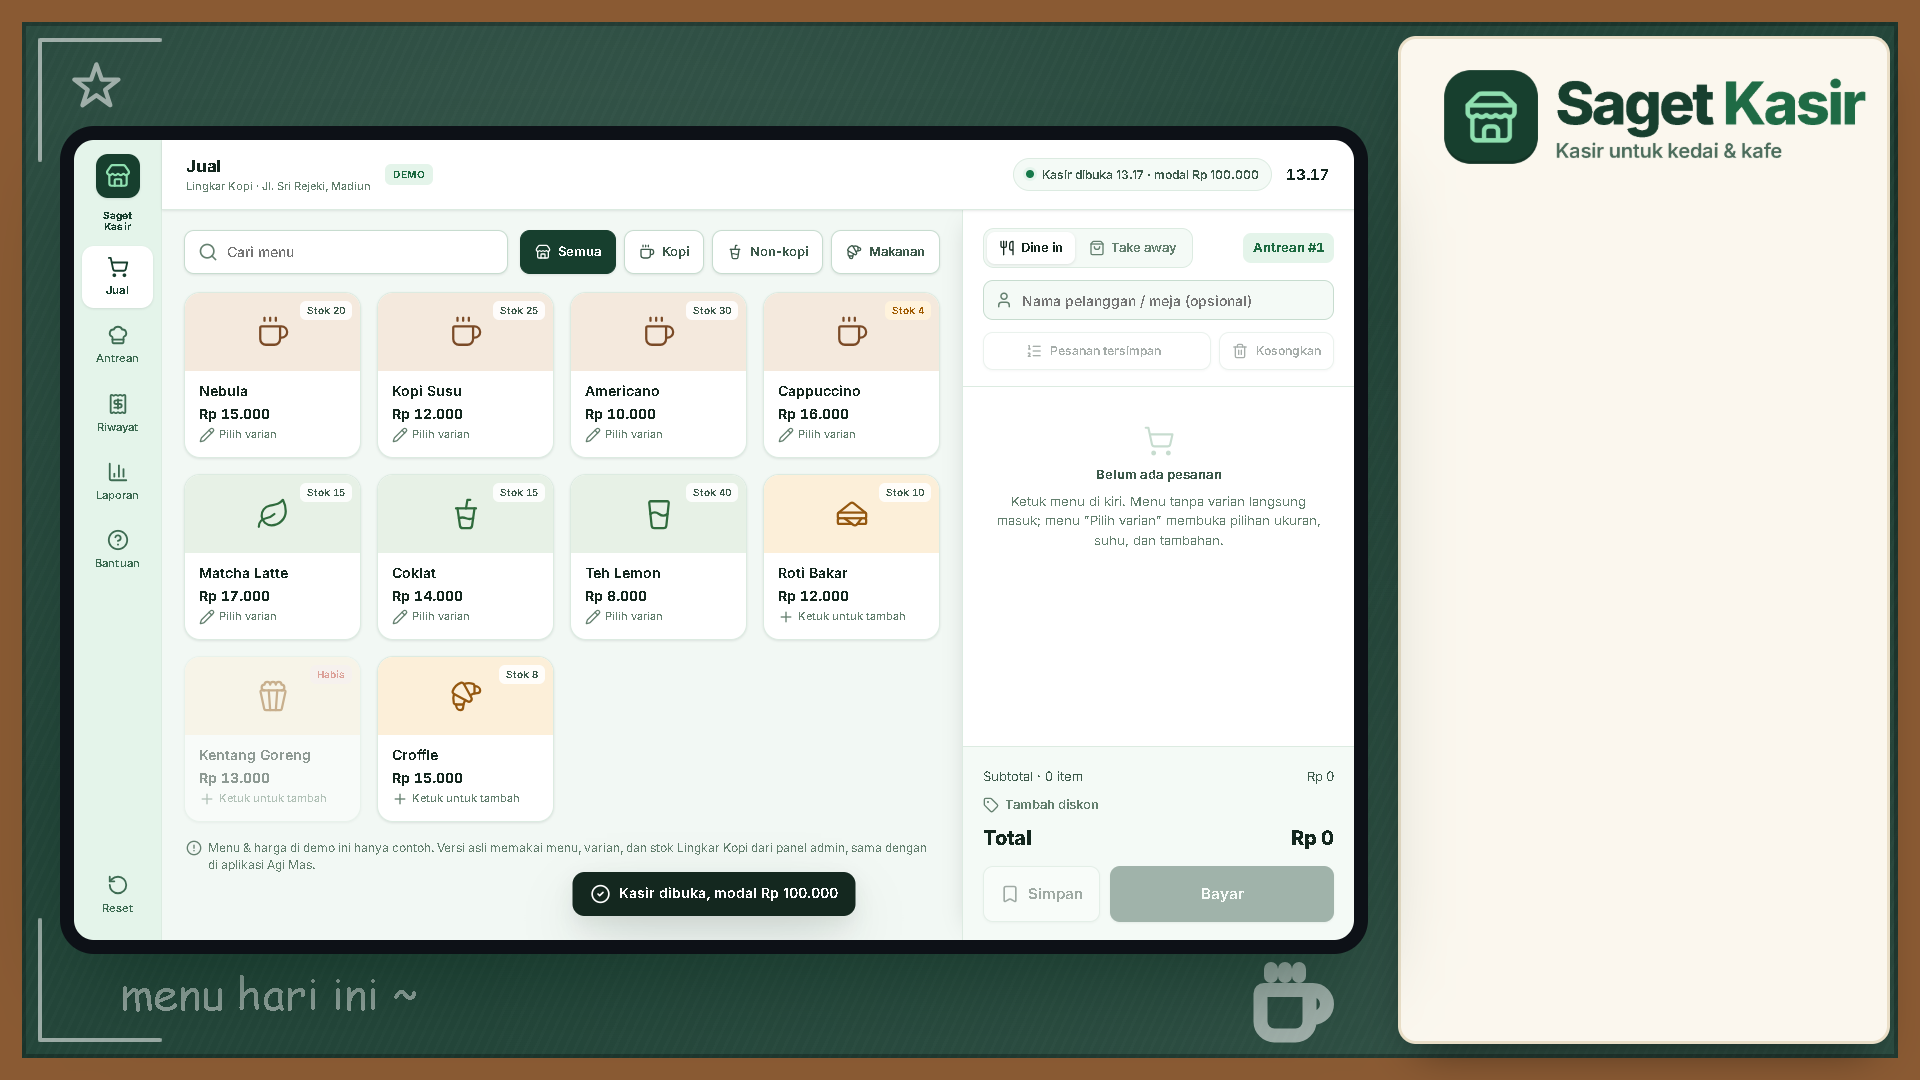 Saget Kasir
Kasir untuk kedai & kafe
Saget
Kasir
Jual
Antrean
Riwayat
Laporan
Bantuan
Reset
Jual
Lingkar Kopi · Jl. Sri Rejeki, Madiun
DEMO
Kasir dibuka 13.17 · modal Rp 100.000
13.17
Cari menu
Semua
Kopi
Non-kopi
Makanan
Stok 20
Nebula
Rp 15.000
Pilih varian
Stok 25
Kopi Susu
Rp 12.000
Pilih varian
Stok 30
Americano
Rp 10.000
Pilih varian
Stok 4
Cappuccino
Rp 16.000
Pilih varian
Stok 15
Matcha Latte
Rp 17.000
Pilih varian
Stok 15
Coklat
Rp 14.000
Pilih varian
Stok 40
Teh Lemon
Rp 8.000
Pilih varian
Stok 10
Roti Bakar
Rp 12.000
Ketuk untuk tambah
Habis
Kentang Goreng
Rp 13.000
Ketuk untuk tambah
Stok 8
Croffle
Rp 15.000
Ketuk untuk tambah
Menu & harga di demo ini hanya contoh. Versi asli memakai menu, varian, dan stok Lingkar Kopi dari panel admin, sama dengan
di aplikasi Agi Mas.
Kasir dibuka, modal Rp 100.000
Dine in
Take away
Antrean #1
Nama pelanggan / meja (opsional)
Pesanan tersimpan
Kosongkan
Belum ada pesanan
Ketuk menu di kiri. Menu tanpa varian langsung
masuk; menu "Pilih varian" membuka pilihan ukuran,
suhu, dan tambahan.
Subtotal · 0 item
Rp 0
Tambah diskon
Total
Rp 0
Simpan
Bayar
menu hari ini ~